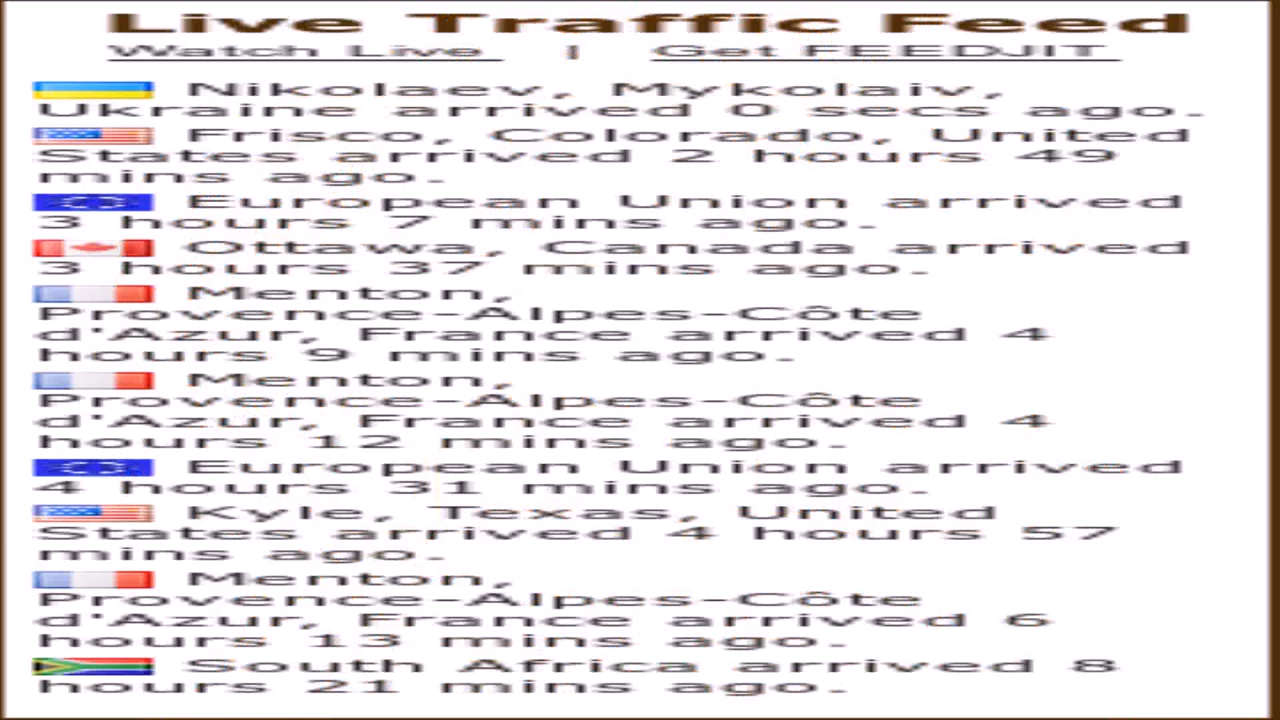 Live Traffic Feed
Watch Live | Get FEEDJIT
Nikolaev, Mykolaiv,
Ukraine arrived 0 secs ago.
Frisco, Colorado, United
States arrived 2 hours 49
mins ago.
European Union arrived
3 hours 7 mins ago.
Ottawa, Canada arrived
3 hours 37 mins ago.
Menton,
Provence-Alpes-Côte
d'Azur, France arrived 4
hours 9 mins ago.
Menton,
Provence-Alpes-Côte
d'Azur, France arrived 4
hours 12 mins ago.
European Union arrived
4 hours 31 mins ago.
Kyle, Texas, United
States arrived 4 hours 57
mins ago.
Menton,
Provence-Alpes-Côte
d'Azur, France arrived 6
hours 13 mins ago.
South Africa arrived 8
hours 21 mins ago.